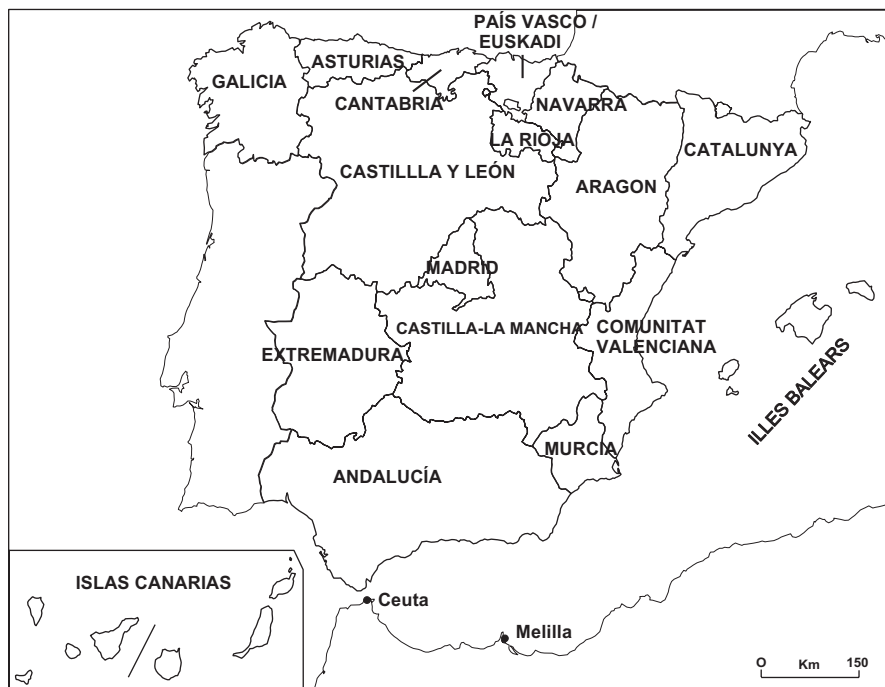 PAÍS VASCO /
EUSKADI
ASTURIAS
GALICIA
CANTABRIA
NAVARRA
LA RIOJA
CATALUNYA
CASTILLLA Y LEÓN
ARAGON
MADRID
CASTILLA-LA MANCHA
COMUNITAT
VALENCIANA
EXTREMADURA
ILLES BALEARS
MURCIA
ANDALUCÍA
ISLAS CANARIAS
Ceuta
Melilla
O Km 150